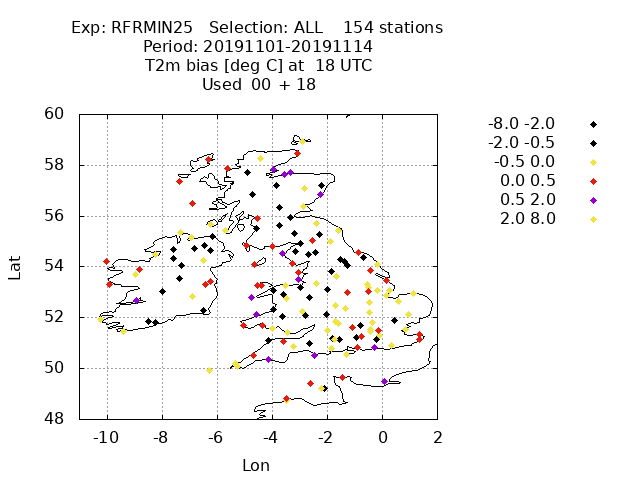 Exp: RFRMIN25 Selection: ALL 154 stations
Period: 20191101-20191114
T2m bias [deg C] at 18 UTC
Used 00 + 18
60
58
56
54
52
50
48
Lat
-10 -8 -6 -4 -2 0 2
Lon
-8.0 -2.0
-2.0 -0.5
-0.5 0.0
0.0 0.5
0.5 2.0
2.0 8.0